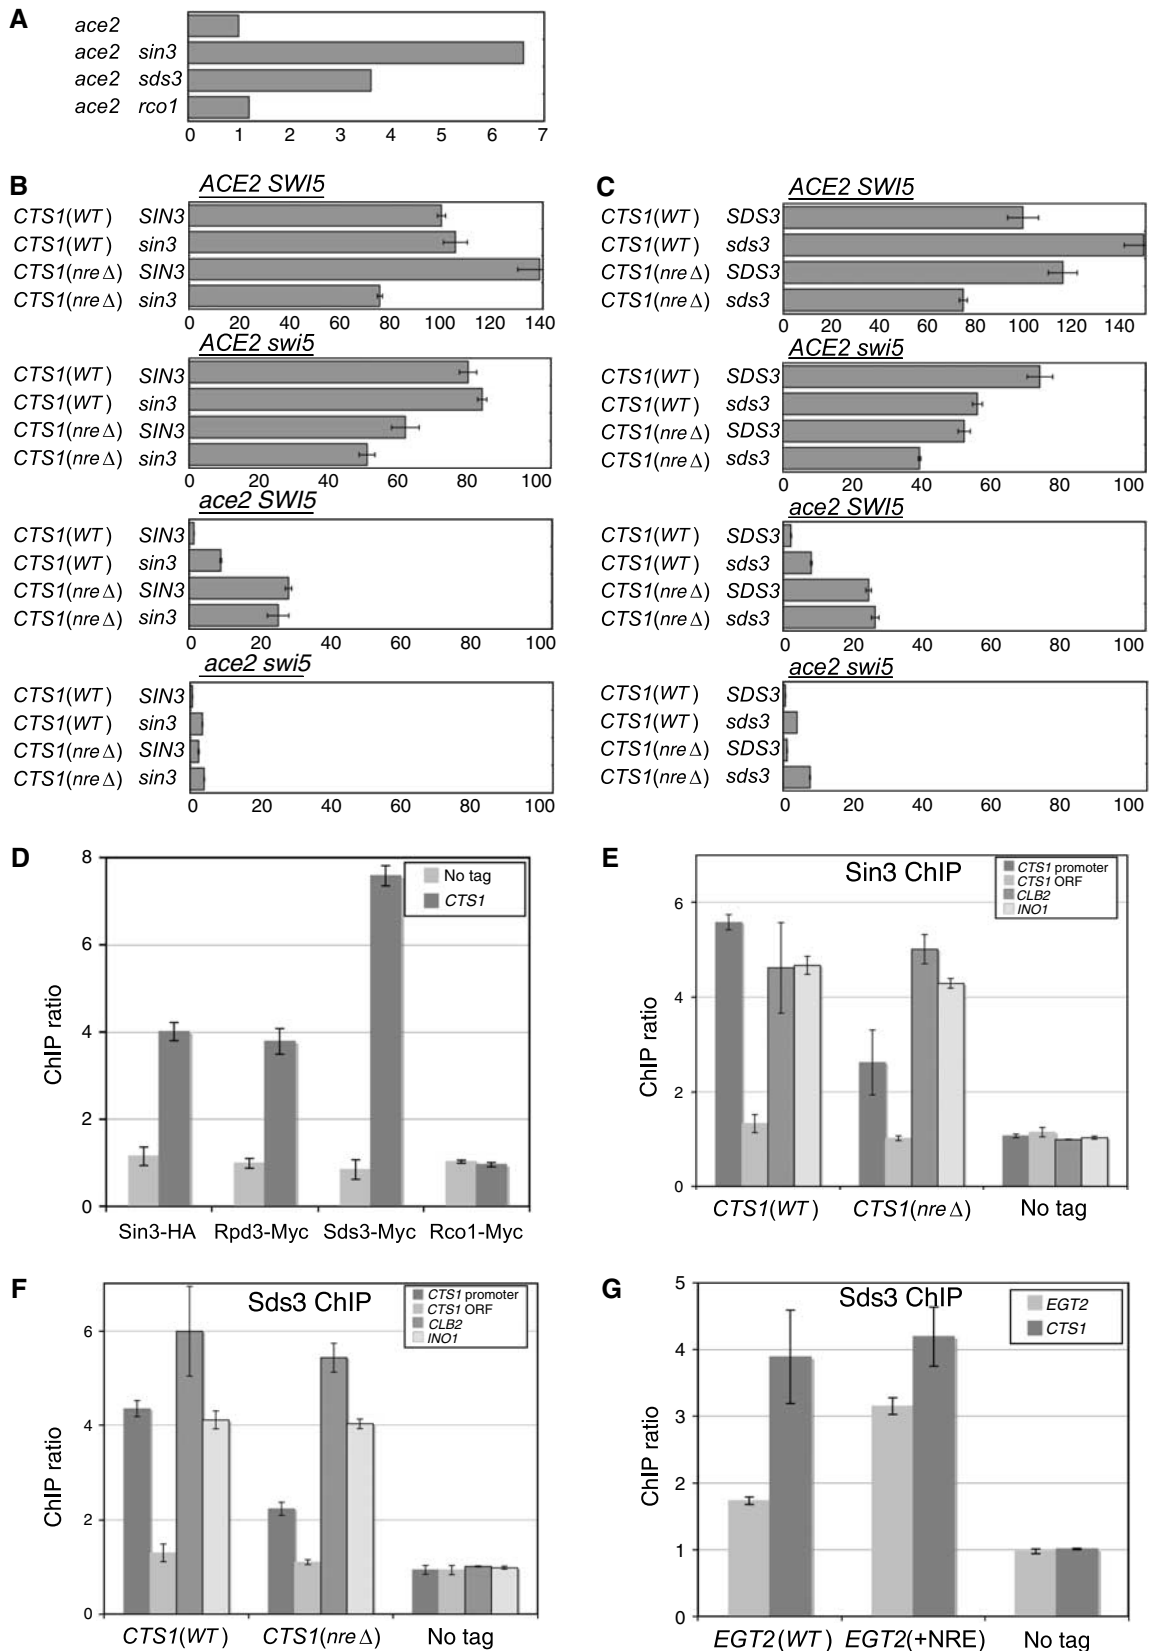 A
ace2
ace2 sin3
ace2 sds3
ace2 rco1
0 1 2 3 4 5 6 7
B
ACE2 SWI5
CTS1(WT) SIN3
CTS1(WT) sin3
CTS1(nreΔ) SIN3
CTS1(nreΔ) sin3
0 20 40 60 80 100 120 140
ACE2 swi5
CTS1(WT) SIN3
CTS1(WT) sin3
CTS1(nreΔ) SIN3
CTS1(nreΔ) sin3
0 20 40 60 80 100
ace2 SWI5
CTS1(WT) SIN3
CTS1(WT) sin3
CTS1(nreΔ) SIN3
CTS1(nreΔ) sin3
0 20 40 60 80 100
ace2 swi5
CTS1(WT) SIN3
CTS1(WT) sin3
CTS1(nreΔ) SIN3
CTS1(nreΔ) sin3
0 20 40 60 80 100
C
ACE2 SWI5
CTS1(WT) SDS3
CTS1(WT) sds3
CTS1(nreΔ) SDS3
CTS1(nreΔ) sds3
0 20 40 60 80 100 120 140
ACE2 swi5
CTS1(WT) SDS3
CTS1(WT) sds3
CTS1(nreΔ) SDS3
CTS1(nreΔ) sds3
0 20 40 60 80 100
ace2 SWI5
CTS1(WT) SDS3
CTS1(WT) sds3
CTS1(nreΔ) SDS3
CTS1(nreΔ) sds3
0 20 40 60 80 100
ace2 swi5
CTS1(WT) SDS3
CTS1(WT) sds3
CTS1(nreΔ) SDS3
CTS1(nreΔ) sds3
0 20 40 60 80 100
D
8
6
4
2
0
ChIP ratio
No tag
CTS1
Sin3-HA Rpd3-Myc Sds3-Myc Rco1-Myc
E
Sin3 ChIP
CTS1 promoter
CTS1 ORF
CLB2
INO1
6
4
2
0
ChIP ratio
CTS1(WT) CTS1(nreΔ) No tag
F
Sds3 ChIP
CTS1 promoter
CTS1 ORF
CLB2
INO1
6
4
2
0
ChIP ratio
CTS1(WT) CTS1(nreΔ) No tag
G
Sds3 ChIP
EGT2
CTS1
5
4
3
2
1
0
ChIP ratio
EGT2(WT) EGT2(+NRE) No tag